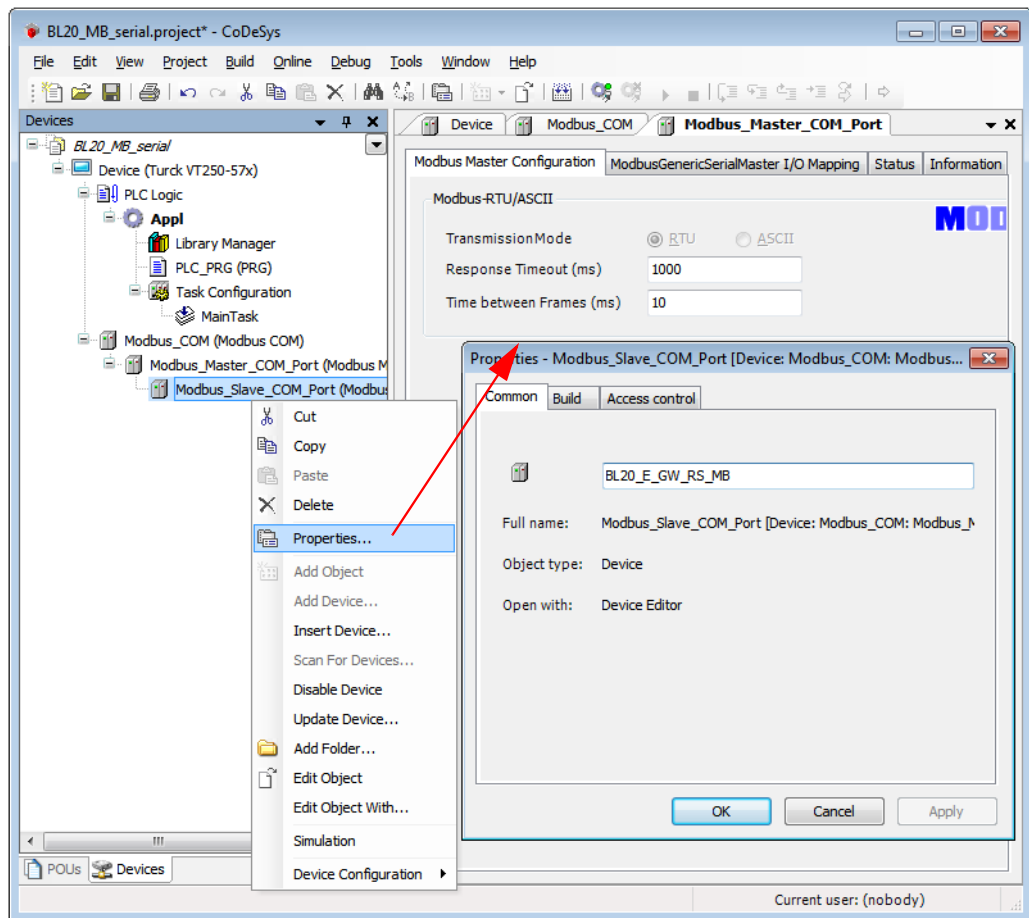 BL20_MB_serial.project* - CoDeSys
File Edit View Project Build Online Debug Tools Window Help
Devices
BL20_MB_serial
Device (Turck VT250-57x)
PLC Logic
Appl
Library Manager
PLC_PRG (PRG)
Task Configuration
MainTask
Modbus_COM (Modbus COM)
Modbus_Master_COM_Port (Modbus M
Modbus_Slave_COM_Port (Modbus
Device Modbus_COM Modbus_Master_COM_Port
Modbus Master Configuration ModbusGenericSerialMaster I/O Mapping Status Information
Modbus-RTU/ASCII
MOD
TransmissionMode RTU ASCII
Response Timeout (ms) 1000
Time between Frames (ms) 10
Cut
Copy
Paste
Delete
Properties...
Add Object
Add Device...
Insert Device...
Scan For Devices...
Disable Device
Update Device...
Add Folder...
Edit Object
Edit Object With...
Simulation
Device Configuration
Properties - Modbus_Slave_COM_Port [Device: Modbus_COM: Modbus...
Common Build Access control
BL20_E_GW_RS_MB
Full name: Modbus_Slave_COM_Port [Device: Modbus_COM: Modbus_M
Object type: Device
Open with: Device Editor
OK Cancel Apply
POUs Devices
Current user: (nobody)